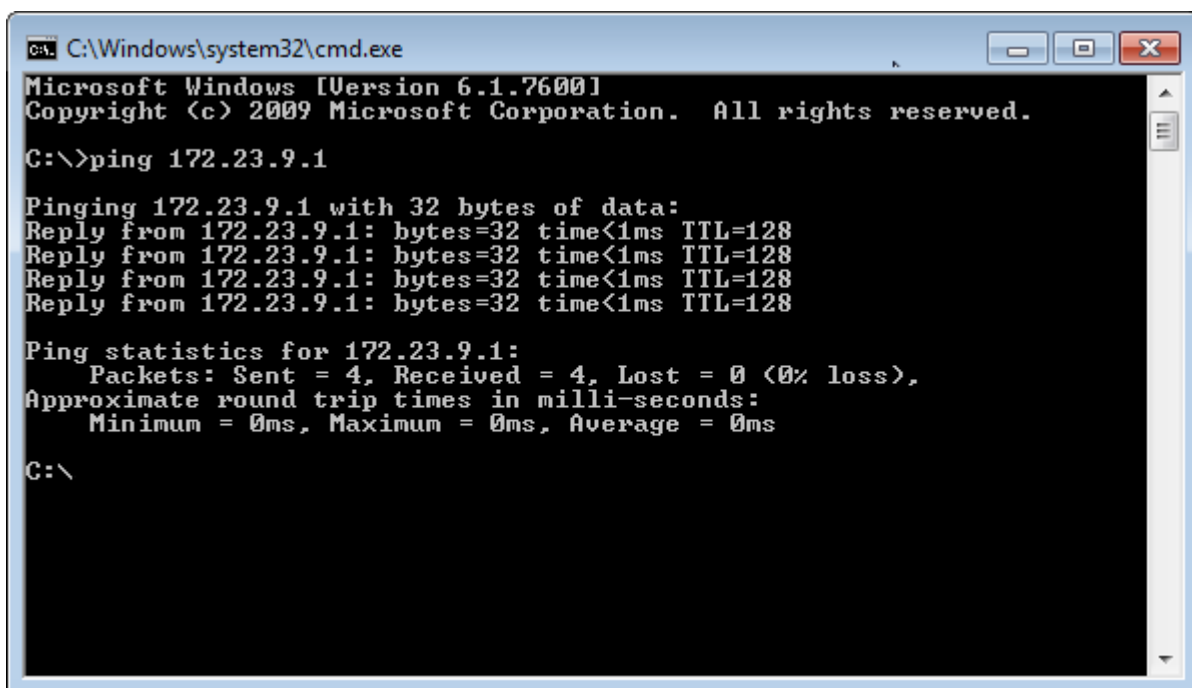 C:\Windows\system32\cmd.exe
Microsoft Windows [Version 6.1.7600]
Copyright (c) 2009 Microsoft Corporation.  All rights reserved.
C:\>ping 172.23.9.1
Pinging 172.23.9.1 with 32 bytes of data:
Reply from 172.23.9.1: bytes=32 time<1ms TTL=128
Reply from 172.23.9.1: bytes=32 time<1ms TTL=128
Reply from 172.23.9.1: bytes=32 time<1ms TTL=128
Reply from 172.23.9.1: bytes=32 time<1ms TTL=128
Ping statistics for 172.23.9.1:
    Packets: Sent = 4, Received = 4, Lost = 0 (0% loss),
Approximate round trip times in milli-seconds:
    Minimum = 0ms, Maximum = 0ms, Average = 0ms
C:\